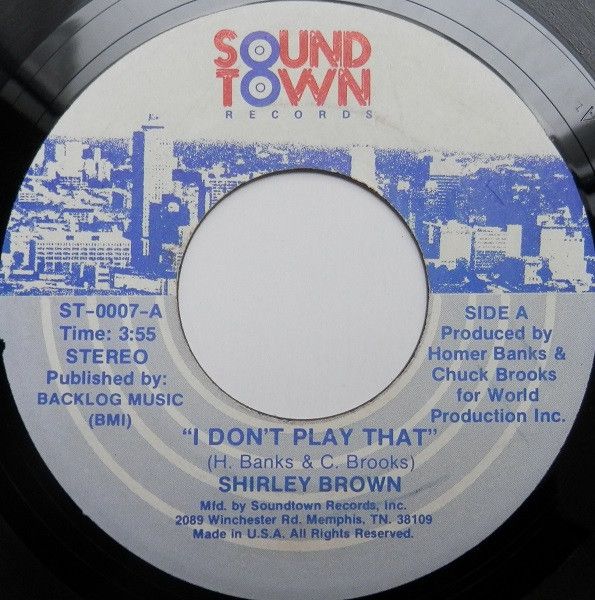 SOUND
TOWN
RECORDS
ST-0007-A
Time: 3:55
STEREO
Published by:
BACKLOG MUSIC
(BMI)
SIDE A
Produced by
Homer Banks &
Chuck Brooks
for World
Production Inc.
"I DON'T PLAY THAT"
(H. Banks & C. Brooks)
SHIRLEY BROWN
Mfd. by Soundtown Records, Inc.
2089 Winchester Rd. Memphis, TN. 38109
Made in U.S.A. All Rights Reserved.